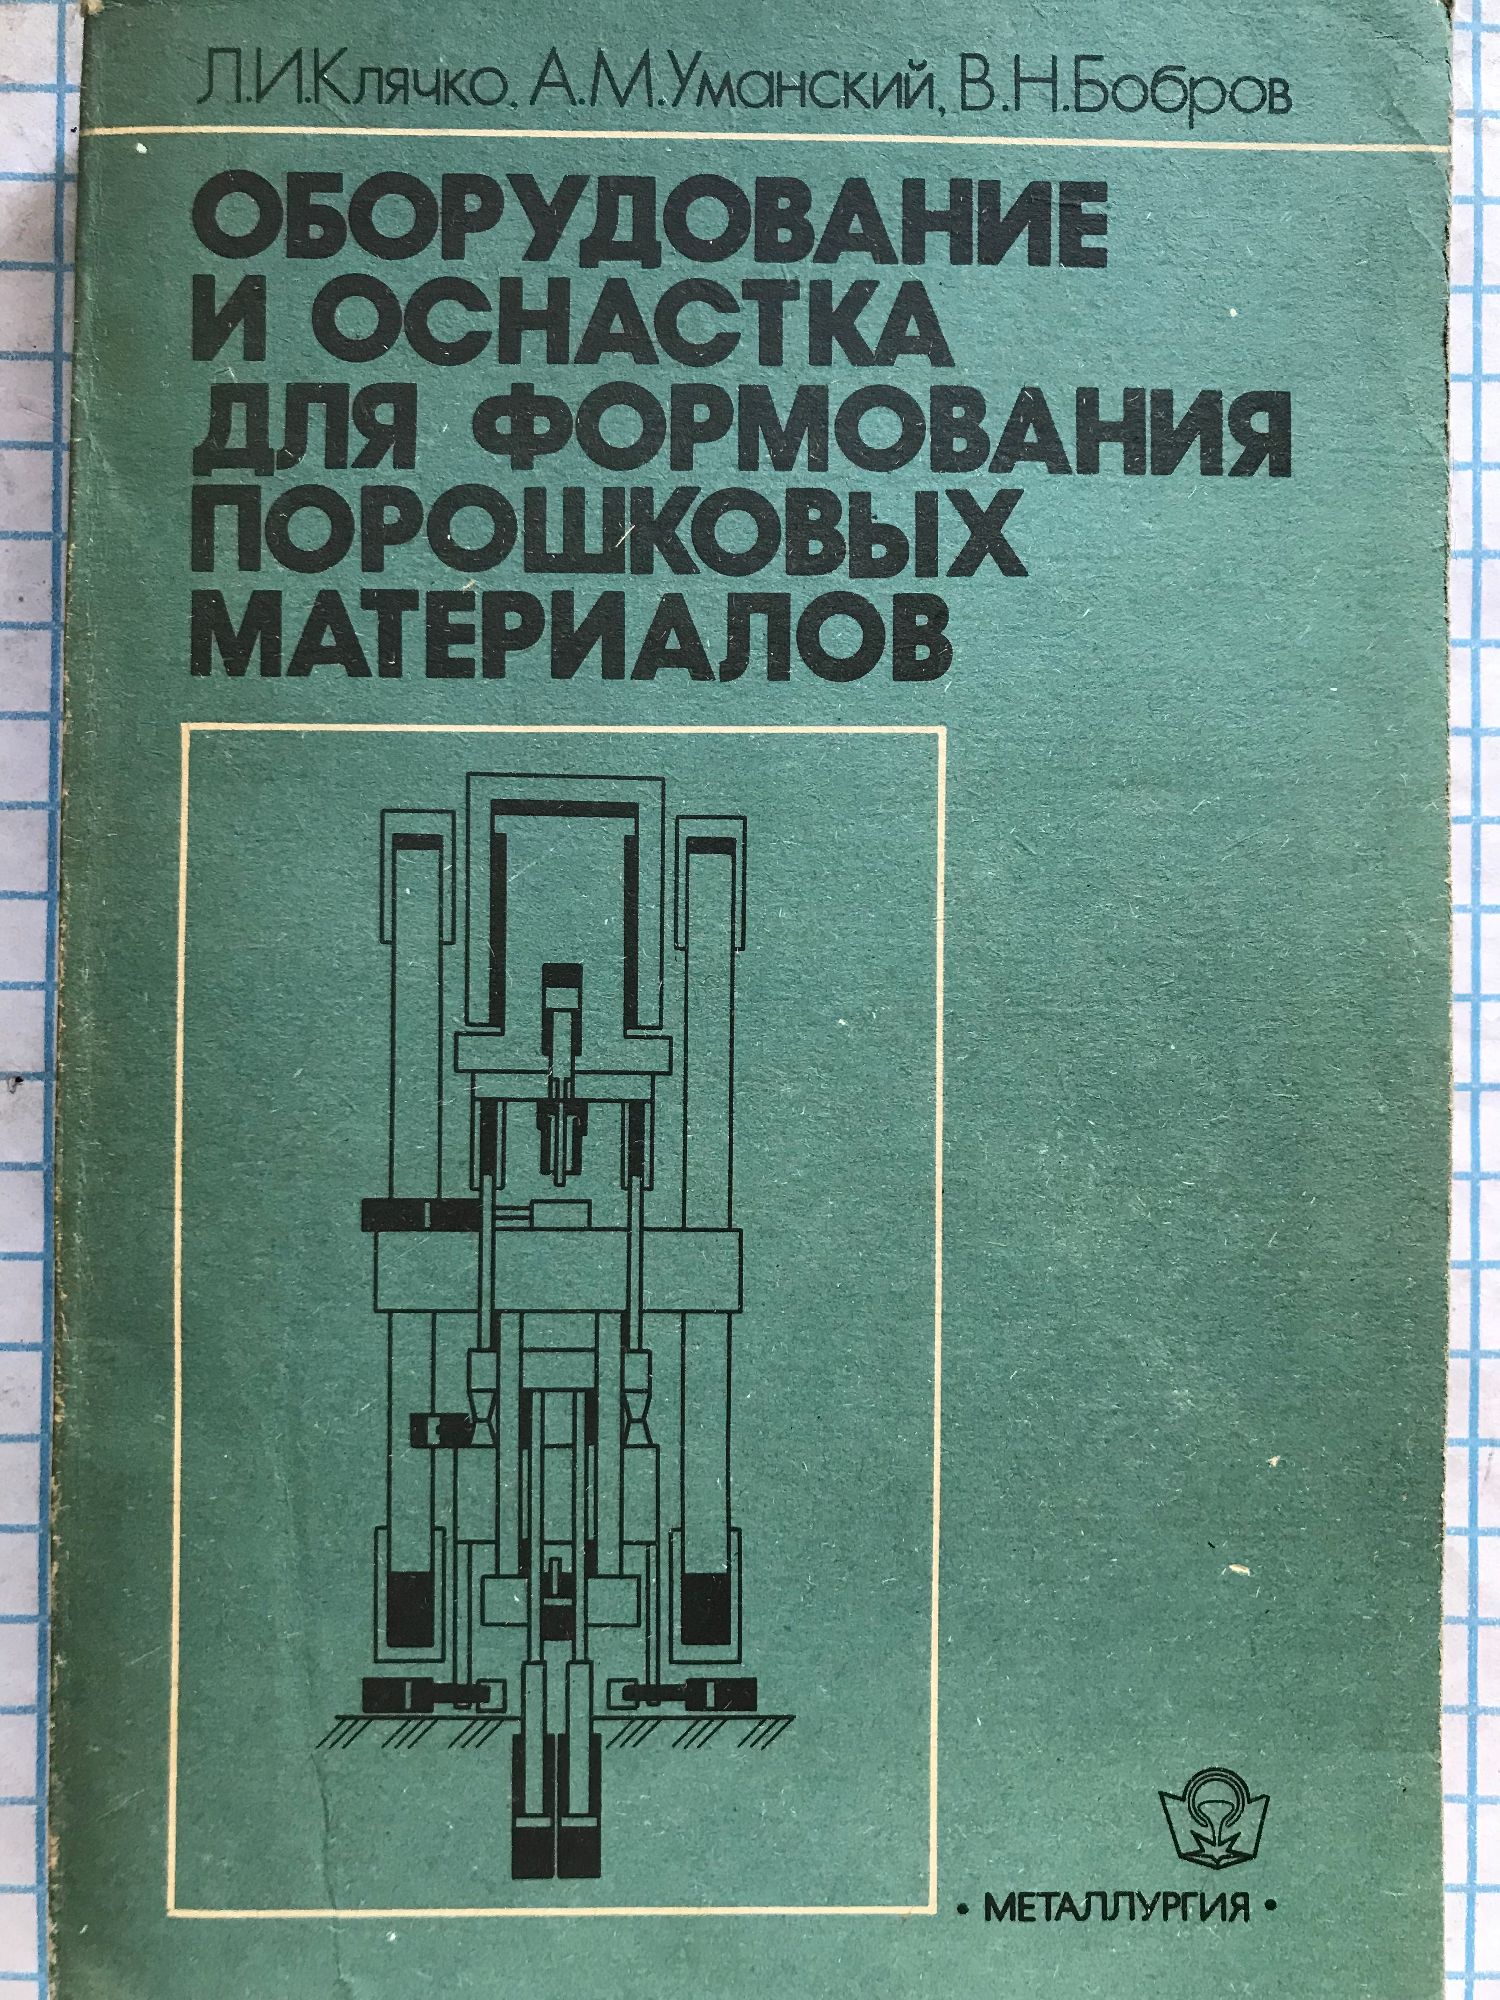 Л.И.Клячко, А.М.Уманский, В.Н.Бобров
ОБОРУДОВАНИЕ
И ОСНАСТКА
ДЛЯ ФОРМОВАНИЯ
ПОРОШКОВЫХ
МАТЕРИАЛОВ
• МЕТАЛЛУРГИЯ •